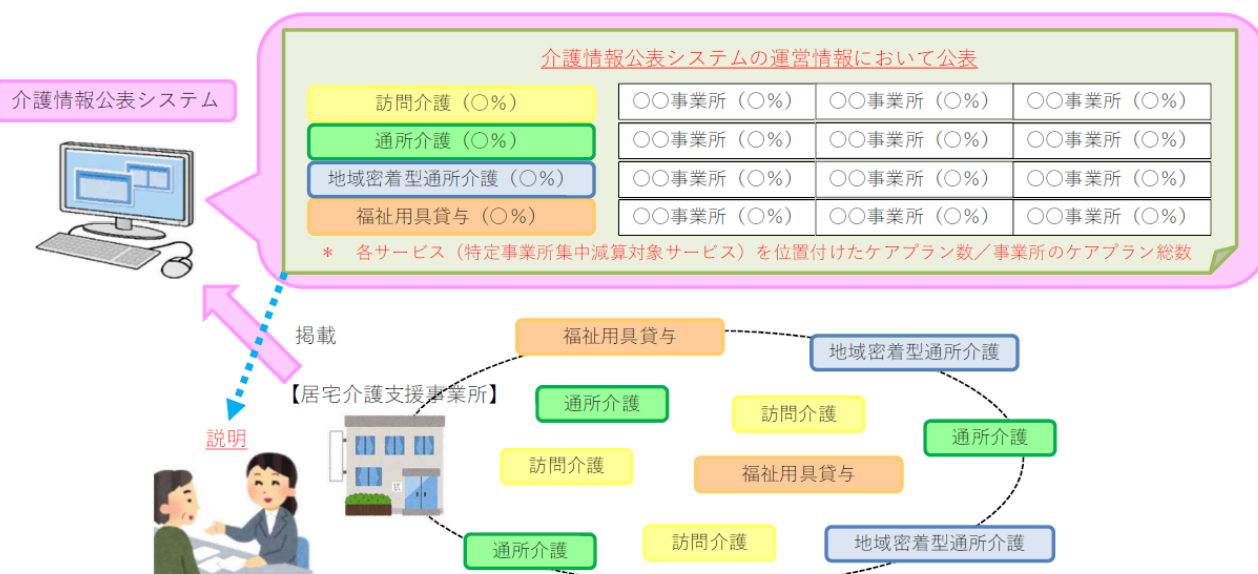 介護情報公表システムの運営情報において公表
介護情報公表システム
訪問介護（○％） ○○事業所（○%） ○○事業所（○%） ○○事業所（○%）
通所介護（○％） ○○事業所（○%） ○○事業所（○%） ○○事業所（○%）
地域密着型通所介護（○％） ○○事業所（○%） ○○事業所（○%） ○○事業所（○%）
福祉用具貸与（○％） ○○事業所（○%） ○○事業所（○%） ○○事業所（○%）
* 各サービス（特定事業所集中減算対象サービス）を位置付けたケアプラン数／事業所のケアプラン総数
掲載
【居宅介護支援事業所】
説明
福祉用具貸与
地域密着型通所介護
通所介護
訪問介護
通所介護
訪問介護
福祉用具貸与
通所介護
訪問介護
地域密着型通所介護